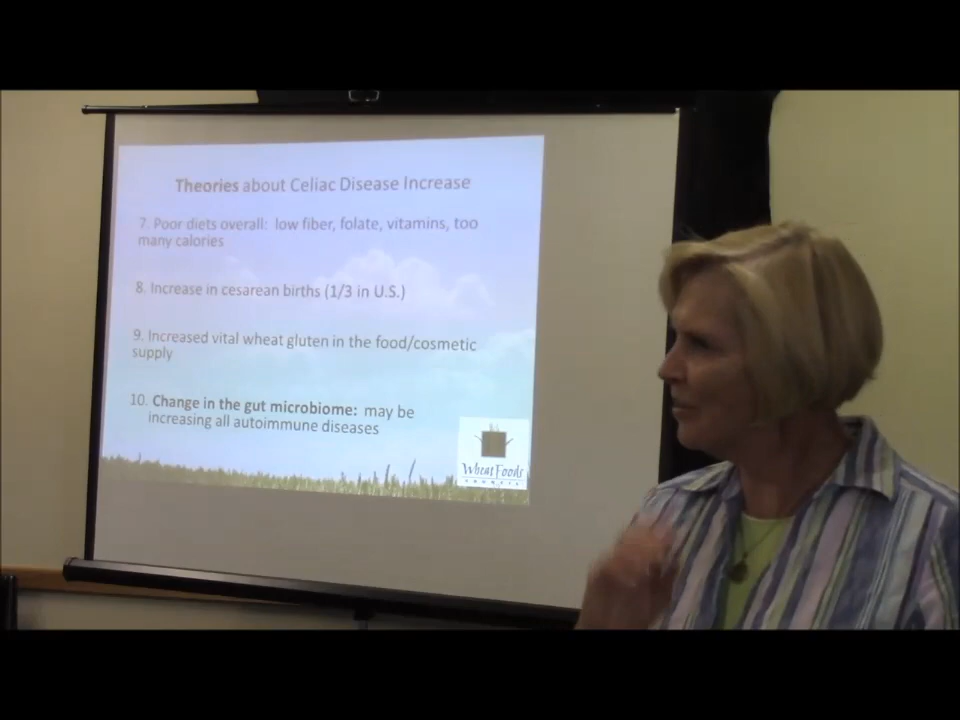 Theories about Celiac Disease Increase
7. Poor diets overall: low fiber, folate, vitamins, too
many calories
8. Increase in cesarean births (1/3 in U.S.)
9. Increased vital wheat gluten in the food/cosmetic
supply
10. Change in the gut microbiome: may be
increasing all autoimmune diseases
Wheat Foods
COUNCIL